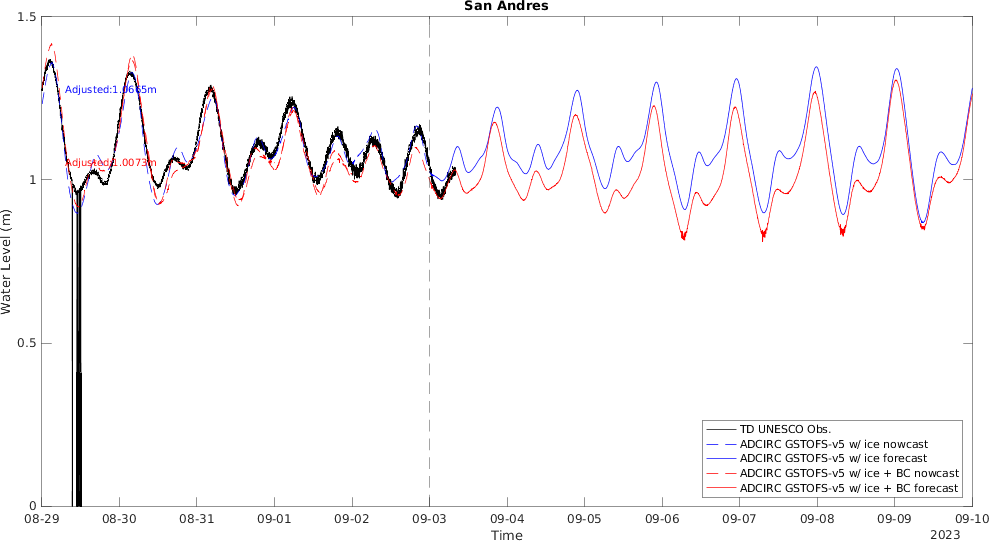 San Andres
1.5
1
0.5
0
Water Level (m)
Adjusted:1.0665m
Adjusted:1.0073m
TD UNESCO Obs.
ADCIRC GSTOFS-v5 w/ ice nowcast
ADCIRC GSTOFS-v5 w/ ice forecast
ADCIRC GSTOFS-v5 w/ ice + BC nowcast
ADCIRC GSTOFS-v5 w/ ice + BC forecast
08-29 08-30 08-31 09-01 09-02 09-03 09-04 09-05 09-06 09-07 09-08 09-09 09-10
Time
2023